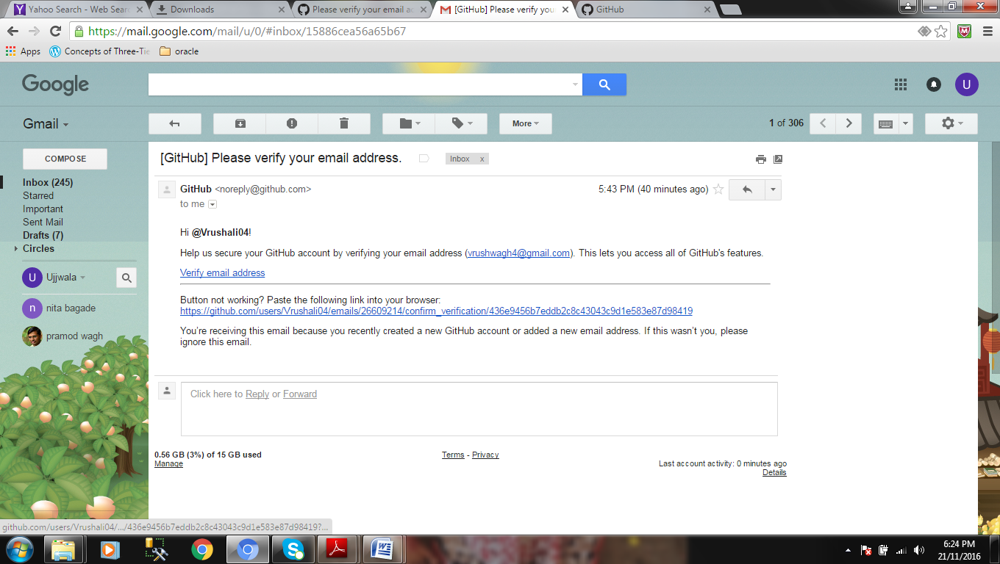 Yahoo Search - Web Sear
Downloads
Please verify your email ad
[GitHub] Please verify you
GitHub
https://mail.google.com/mail/u/0/#inbox/15886cea56a65b67
Apps
Concepts of Three-Tie
oracle
Google
U
Gmail
More
1 of 306
COMPOSE
[GitHub] Please verify your email address.
Inbox x
Inbox (245)
Starred
Important
Sent Mail
Drafts (7)
Circles
U Ujjwala
n nita bagade
pramod wagh
GitHub <noreply@github.com>
5:43 PM (40 minutes ago)
to me
Hi @Vrushali04!
Help us secure your GitHub account by verifying your email address (vrushwagh4@gmail.com). This lets you access all of GitHub's features.
Verify email address
Button not working? Paste the following link into your browser:
https://github.com/users/Vrushali04/emails/26609214/confirm_verification/436e9456b7eddb2c8c43043c9d1e583e87d98419
You're receiving this email because you recently created a new GitHub account or added a new email address. If this wasn't you, please
ignore this email.
Click here to Reply or Forward
0.56 GB (3%) of 15 GB used
Manage
Terms - Privacy
Last account activity: 0 minutes ago
Details
github.com/users/Vrushali04/.../436e9456b7eddb2c8c43043c9d1e583e87d98419?...
6:24 PM
21/11/2016